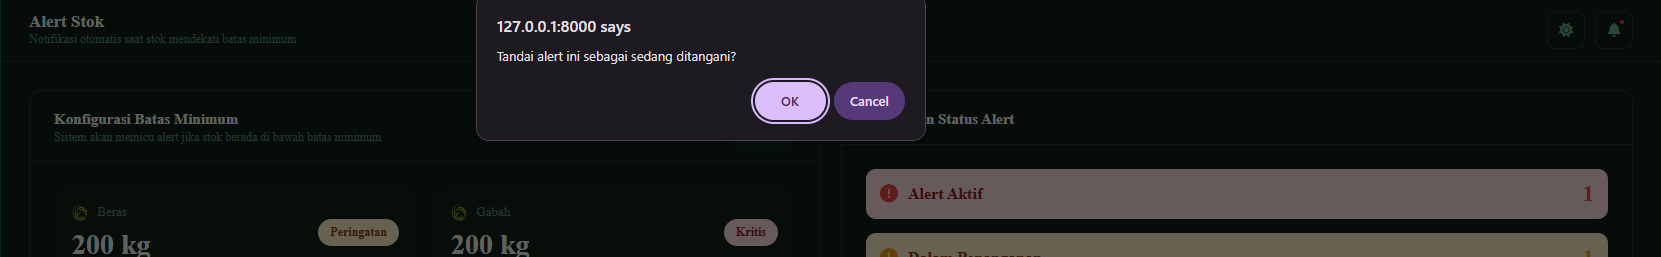 Alert Stok
Notifikasi otomatis saat stok mendekati batas minimum
127.0.0.1:8000 says
Tandai alert ini sebagai sedang ditangani?
OK
Cancel
Konfigurasi Batas Minimum
Sistem akan memicu alert jika stok berada di bawah batas minimum
Beras
200 kg
Peringatan
Gabah
200 kg
Kritis
Status Alert
Alert Aktif
1
1